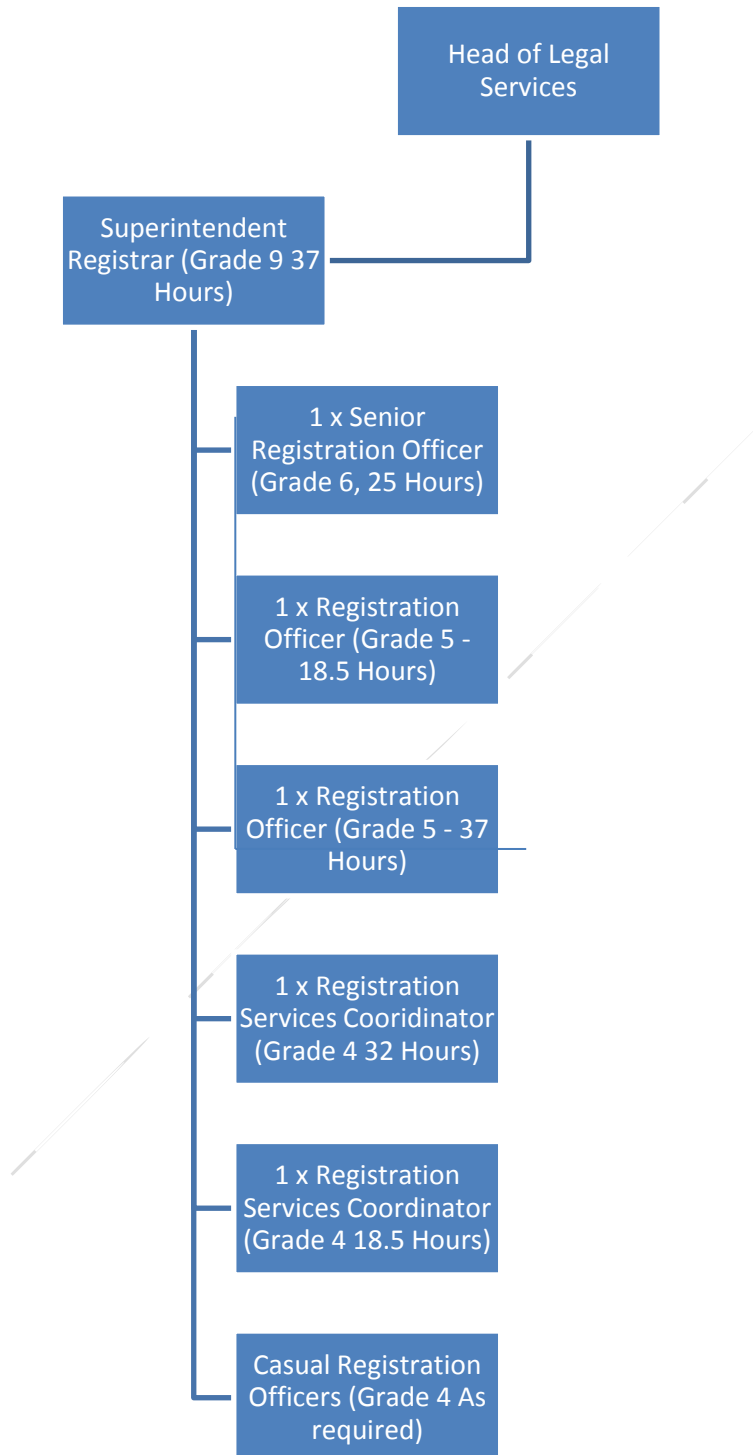 Head of Legal
Services
Superintendent
Registrar (Grade 9 37
Hours)
1 x Senior
Registration Officer
(Grade 6, 25 Hours)
1 x Registration
Officer (Grade 5 -
18.5 Hours)
1 x Registration
Officer (Grade 5 - 37
Hours)
1 x Registration
Services Cooridinator
(Grade 4 32 Hours)
1 x Registration
Services Coordinator
(Grade 4 18.5 Hours)
Casual Registration
Officers (Grade 4 As
required)